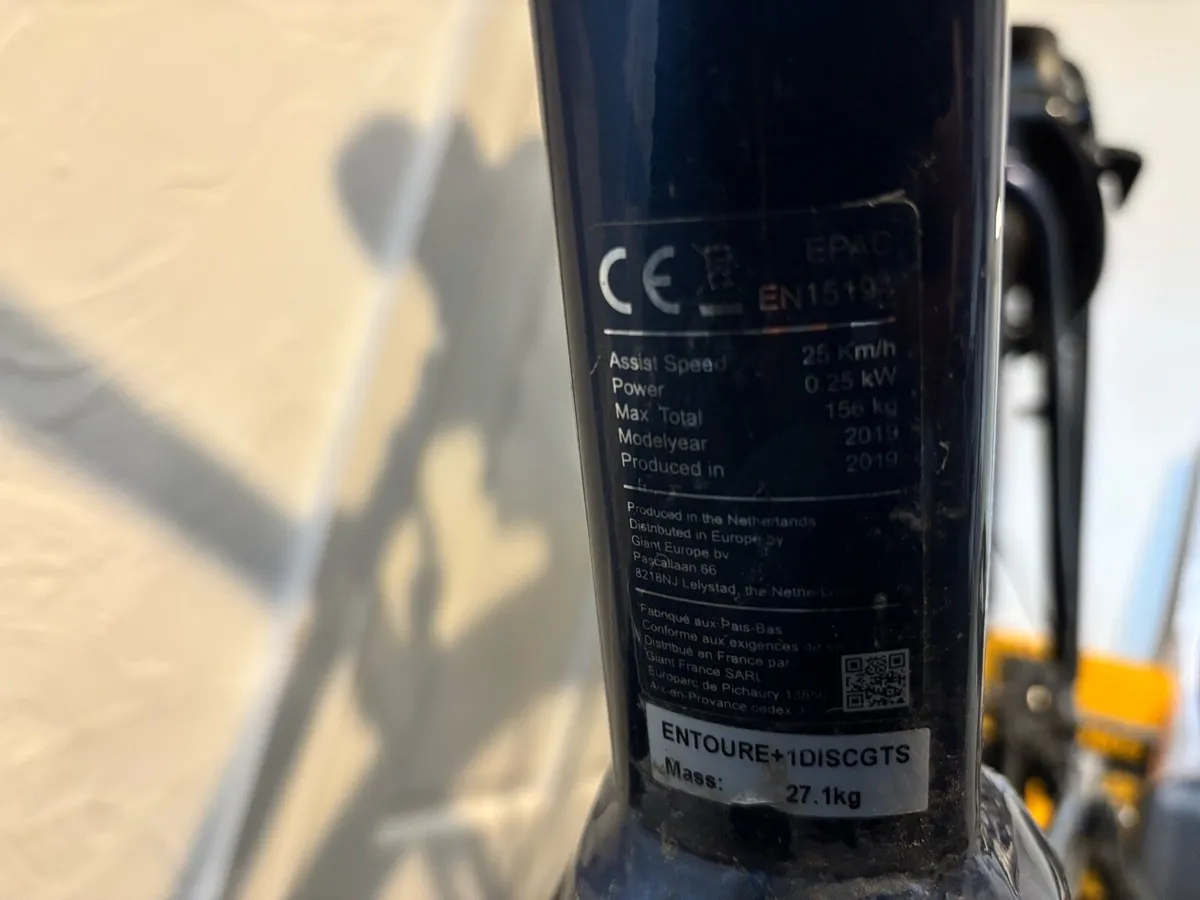 CE EPAC
EN1519
Assist Speed 25 Km/h
Power 0 25 kW
Max. Total 156 kg
Modelyear 2019
Produced in 2019
Produced in the Netherlands
Distributed in Europe by
Giant Europe bv
Pascallaan 66
8218NJ Lelystad, the
Fabriqué aux Pais-Bas
Conforme aux exigences de
Distribué en France par
Giant France SARL
Europarc de Pichaury
Aix-en-Provance cedex
ENTOURE+1DISCGTS
Mass: 27.1kg